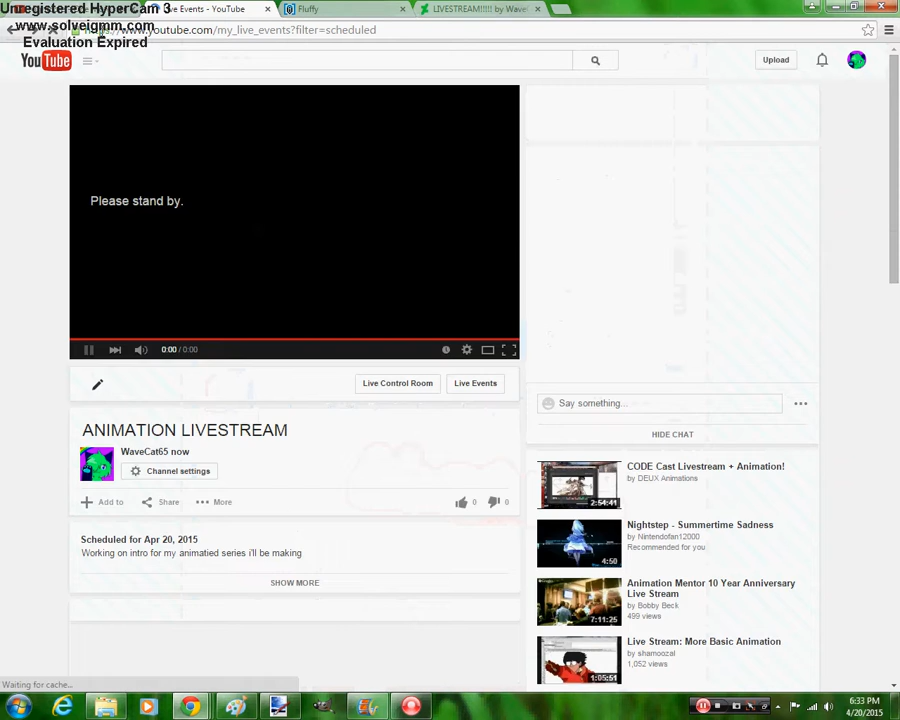 Unregistered HyperCam 3
www.solveigmm.com
Evaluation Expired
Live Events - YouTube
Fluffy
LIVESTREAM!!!!! by Wave
https://www.youtube.com/my_live_events?filter=scheduled
YouTube
Upload
Please stand by.
0:00 / 0:00
Live Control Room
Live Events
Say something...
HIDE CHAT
ANIMATION LIVESTREAM
WaveCat65 now
Channel settings
Add to
Share
More
0
0
Scheduled for Apr 20, 2015
Working on intro for my animatied series i'll be making
SHOW MORE
CODE Cast Livestream + Animation!
by DEUX Animations
2:54:41
Nightstep - Summertime Sadness
by Nintendofan12000
Recommended for you
4:50
Animation Mentor 10 Year Anniversary
Live Stream
by Bobby Beck
499 views
7:11:25
Live Stream: More Basic Animation
by shamoozal
1,052 views
1:05:51
Waiting for cache...
6:33 PM
4/20/2015